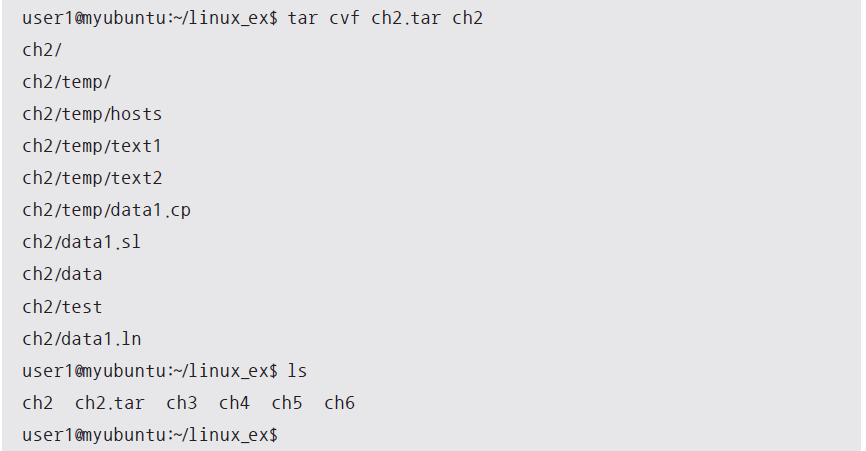 user1@myubuntu:~/linux_ex$ tar cvf ch2.tar ch2
ch2/
ch2/temp/
ch2/temp/hosts
ch2/temp/text1
ch2/temp/text2
ch2/temp/data1.cp
ch2/data1.sl
ch2/data
ch2/test
ch2/data1.ln
user1@myubuntu:~/linux_ex$ ls
ch2  ch2.tar  ch3  ch4  ch5  ch6
user1@myubuntu:~/linux_ex$